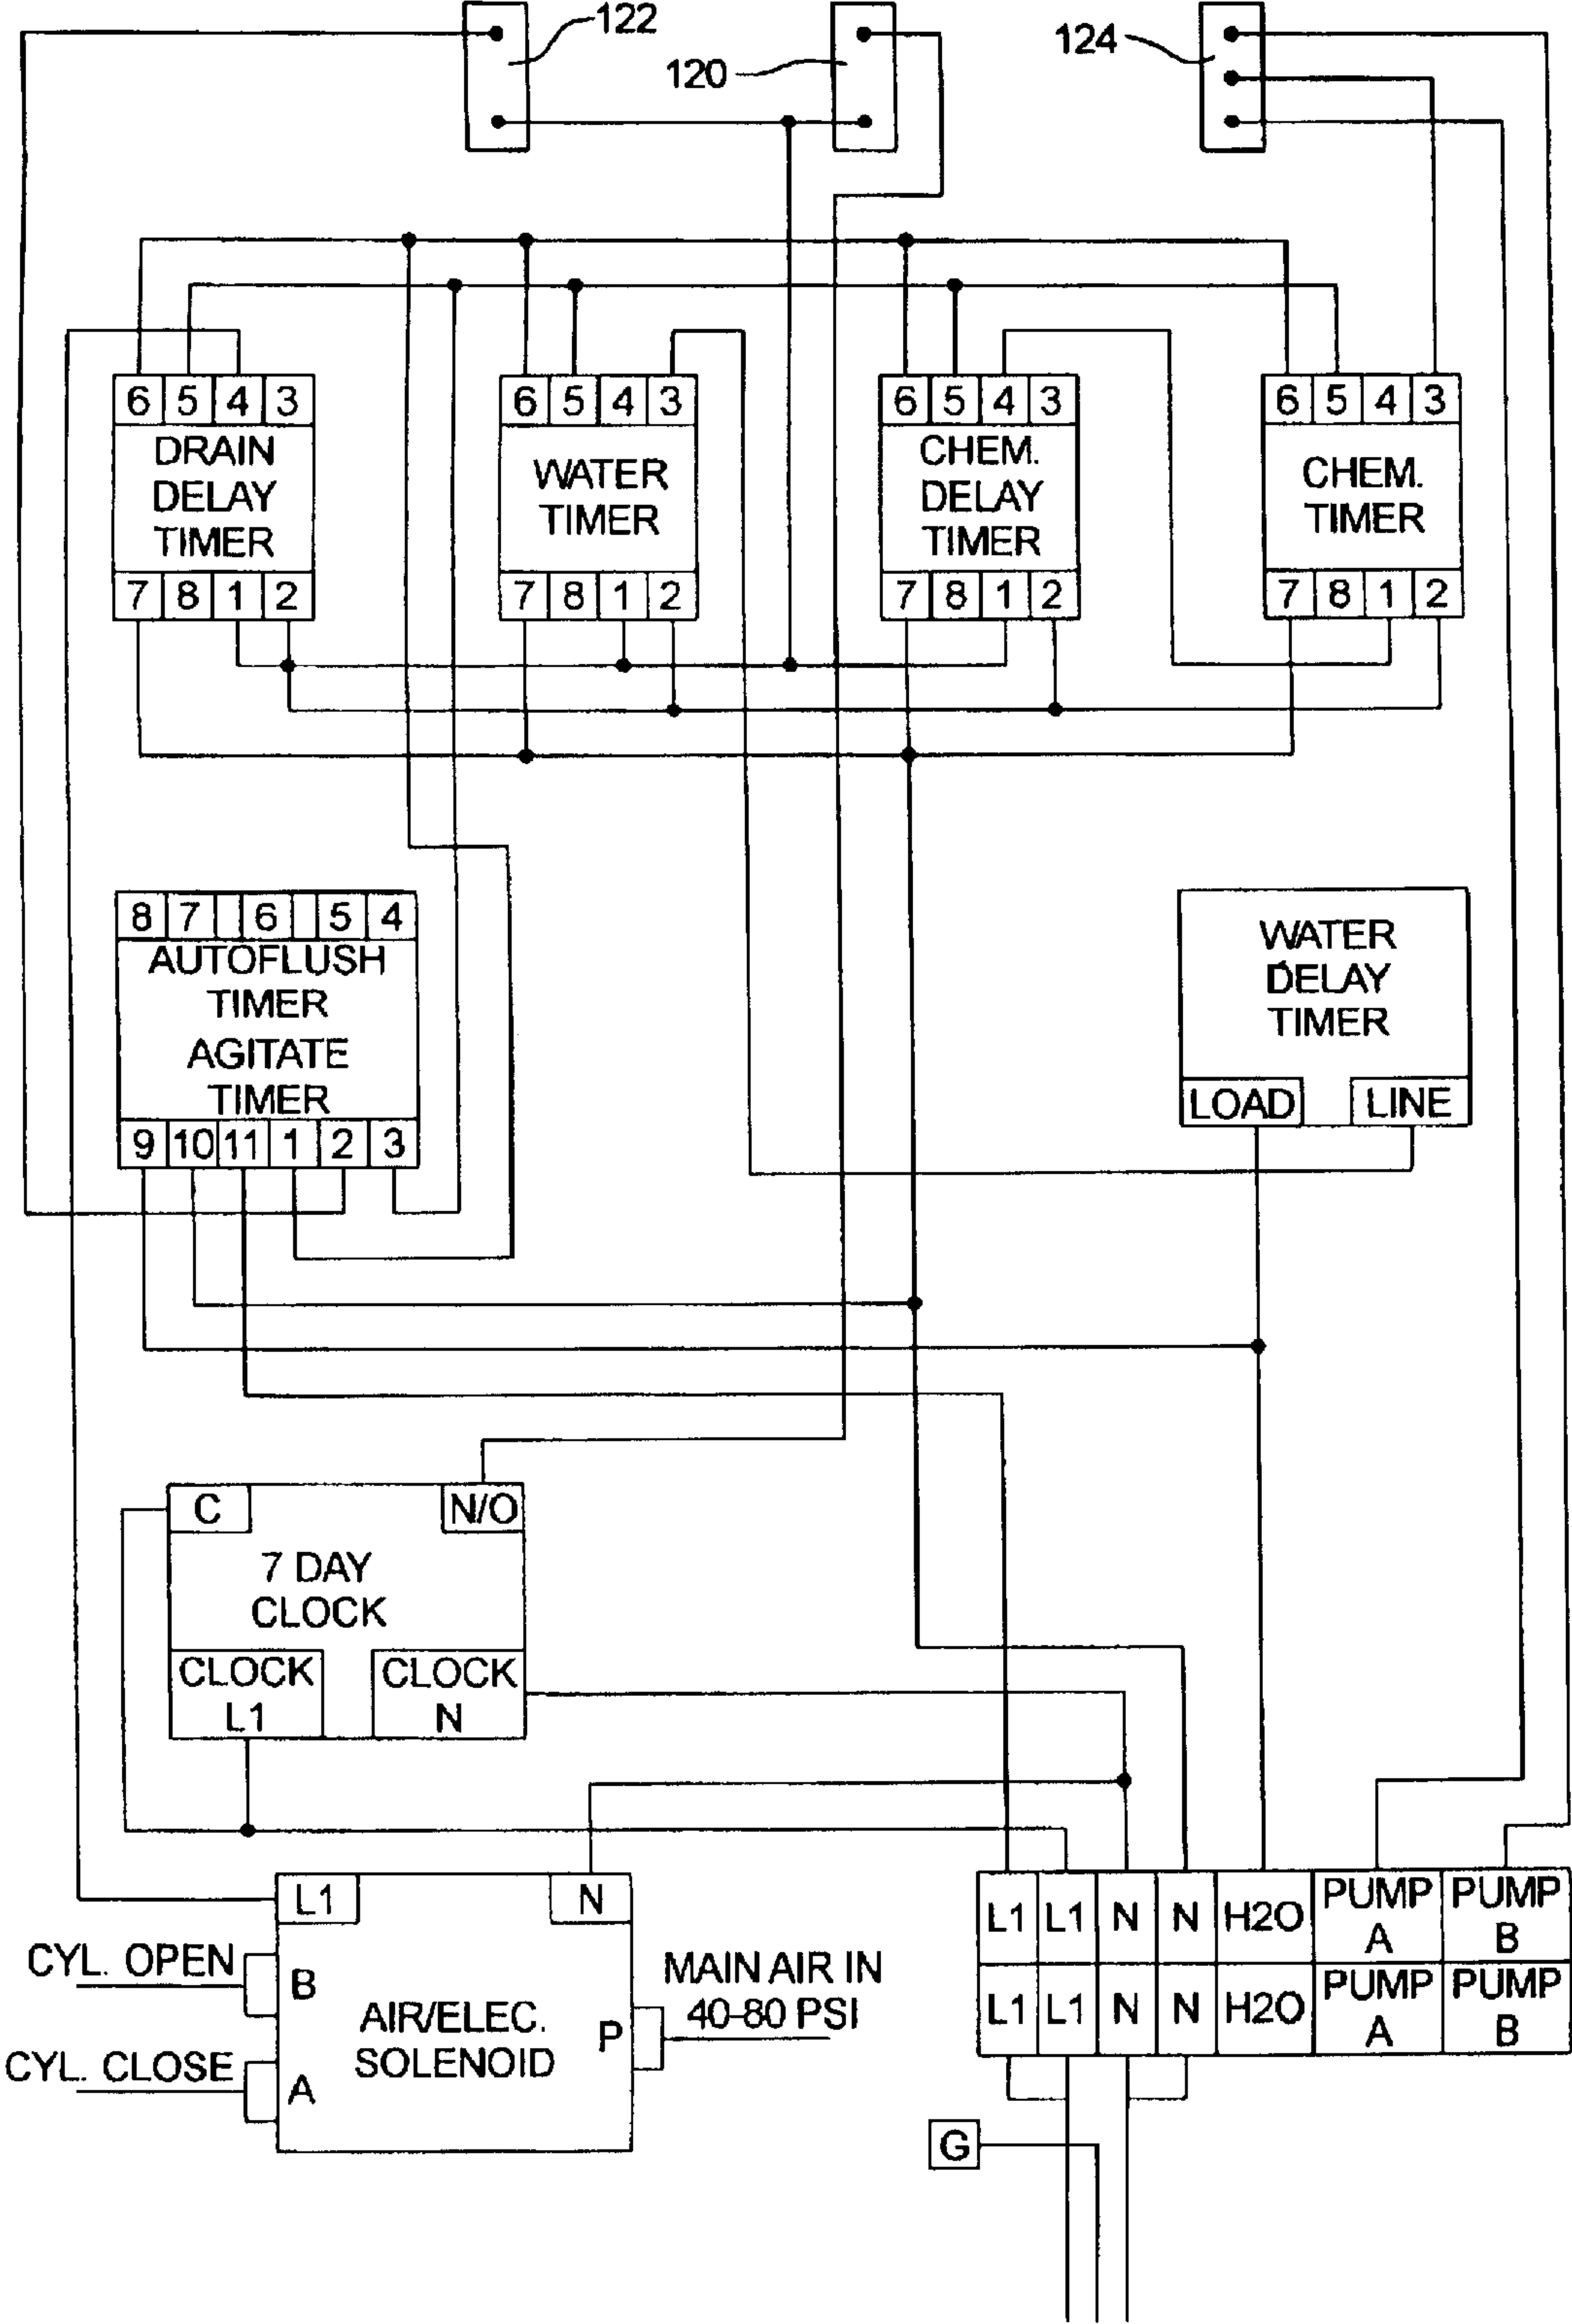 122
120
124
6 5 4 3
DRAIN
DELAY
TIMER
7 8 1 2
6 5 4 3
WATER
TIMER
7 8 1 2
6 5 4 3
CHEM.
DELAY
TIMER
7 8 1 2
6 5 4 3
CHEM.
TIMER
7 8 1 2
8 7 6 5 4
AUTOFLUSH
TIMER
AGITATE
TIMER
9 10 11 1 2 3
WATER
DELAY
TIMER
LOAD LINE
C N/O
7 DAY
CLOCK
CLOCK
L1
CLOCK
N
L1 N
CYL. OPEN
B
AIR/ELEC.
SOLENOID
P
MAIN AIR IN
40-80 PSI
CYL. CLOSE
A
L1 L1 N N H2O PUMP A PUMP B
L1 L1 N N H2O PUMP A PUMP B
G